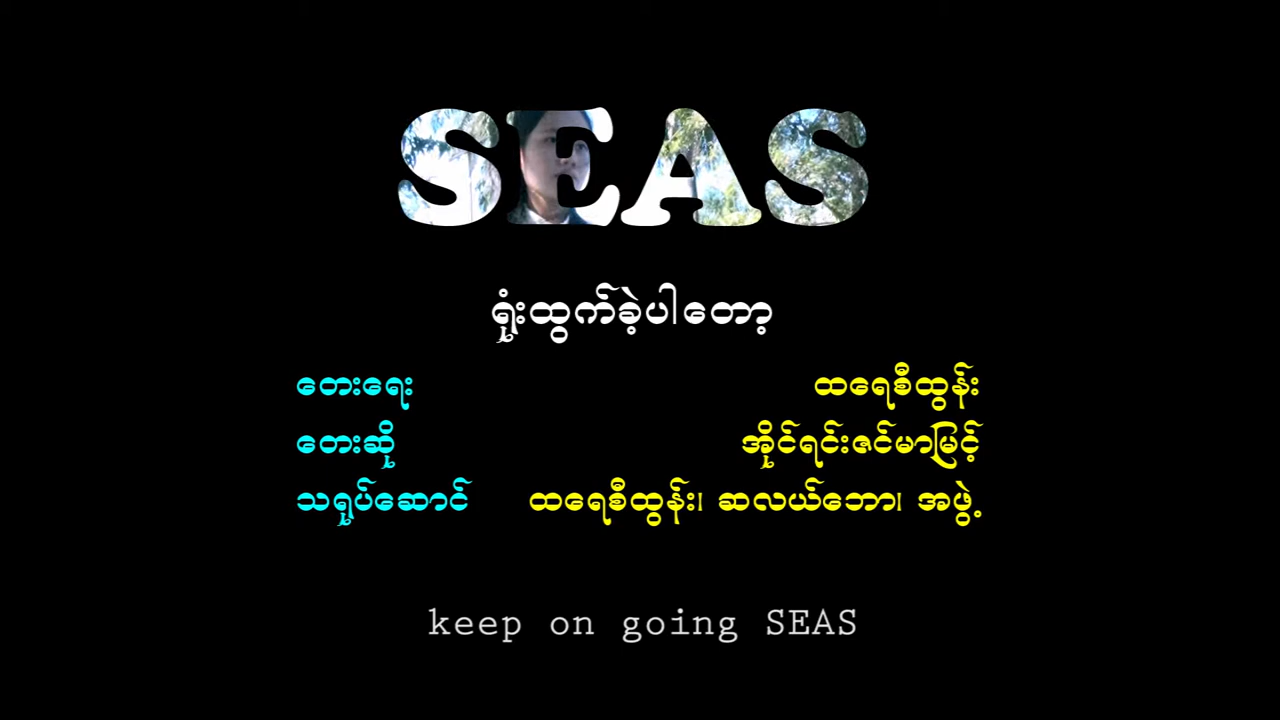 SEAS
ရုံးထွက်ခဲ့ပါတော့
တေးရေး ထရေစီထွန်း
တေးဆို အိုင်ရင်းဇင်မာမြင့်
သရုပ်ဆောင် ထရေစီထွန်း၊ ဆလယ်ဘော၊ အဖွဲ့
keep on going SEAS